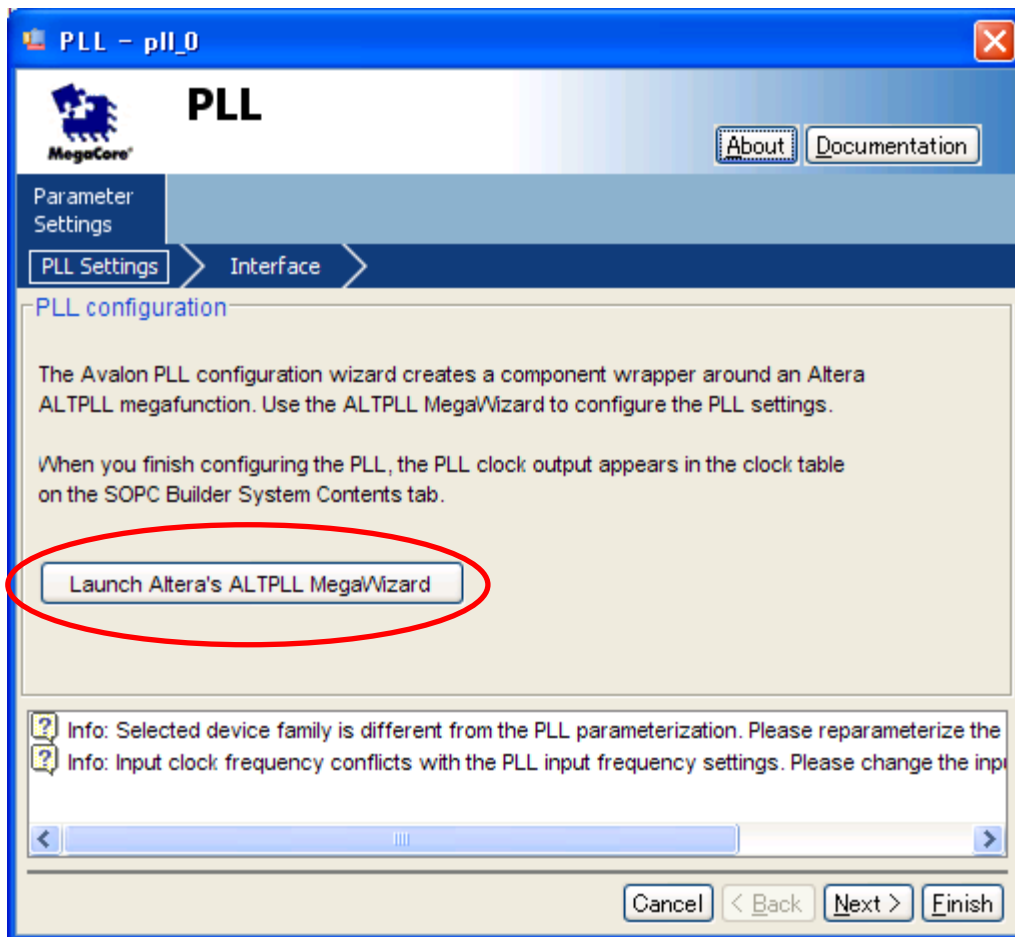 PLL - pll_0
PLL
MegaCore®
About Documentation
Parameter
Settings
PLL Settings Interface
PLL configuration
The Avalon PLL configuration wizard creates a component wrapper around an Altera
ALTPLL megafunction. Use the ALTPLL MegaWizard to configure the PLL settings.
When you finish configuring the PLL, the PLL clock output appears in the clock table
on the SOPC Builder System Contents tab.
Launch Altera's ALTPLL MegaWizard
Info: Selected device family is different from the PLL parameterization. Please reparameterize the
Info: Input clock frequency conflicts with the PLL input frequency settings. Please change the
Cancel < Back Next > Finish